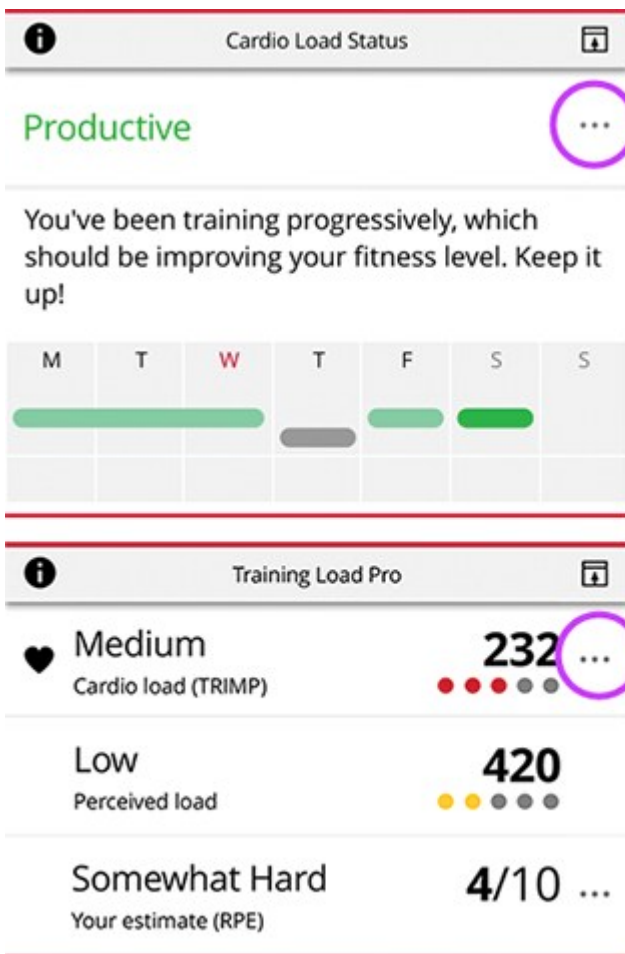 Cardio Load Status
Productive
...
You've been training progressively, which
should be improving your fitness level. Keep it
up!
M T W T F S S
Training Load Pro
Medium
232
...
Cardio load (TRIMP)
Low
420
Perceived load
Somewhat Hard
4/10
...
Your estimate (RPE)